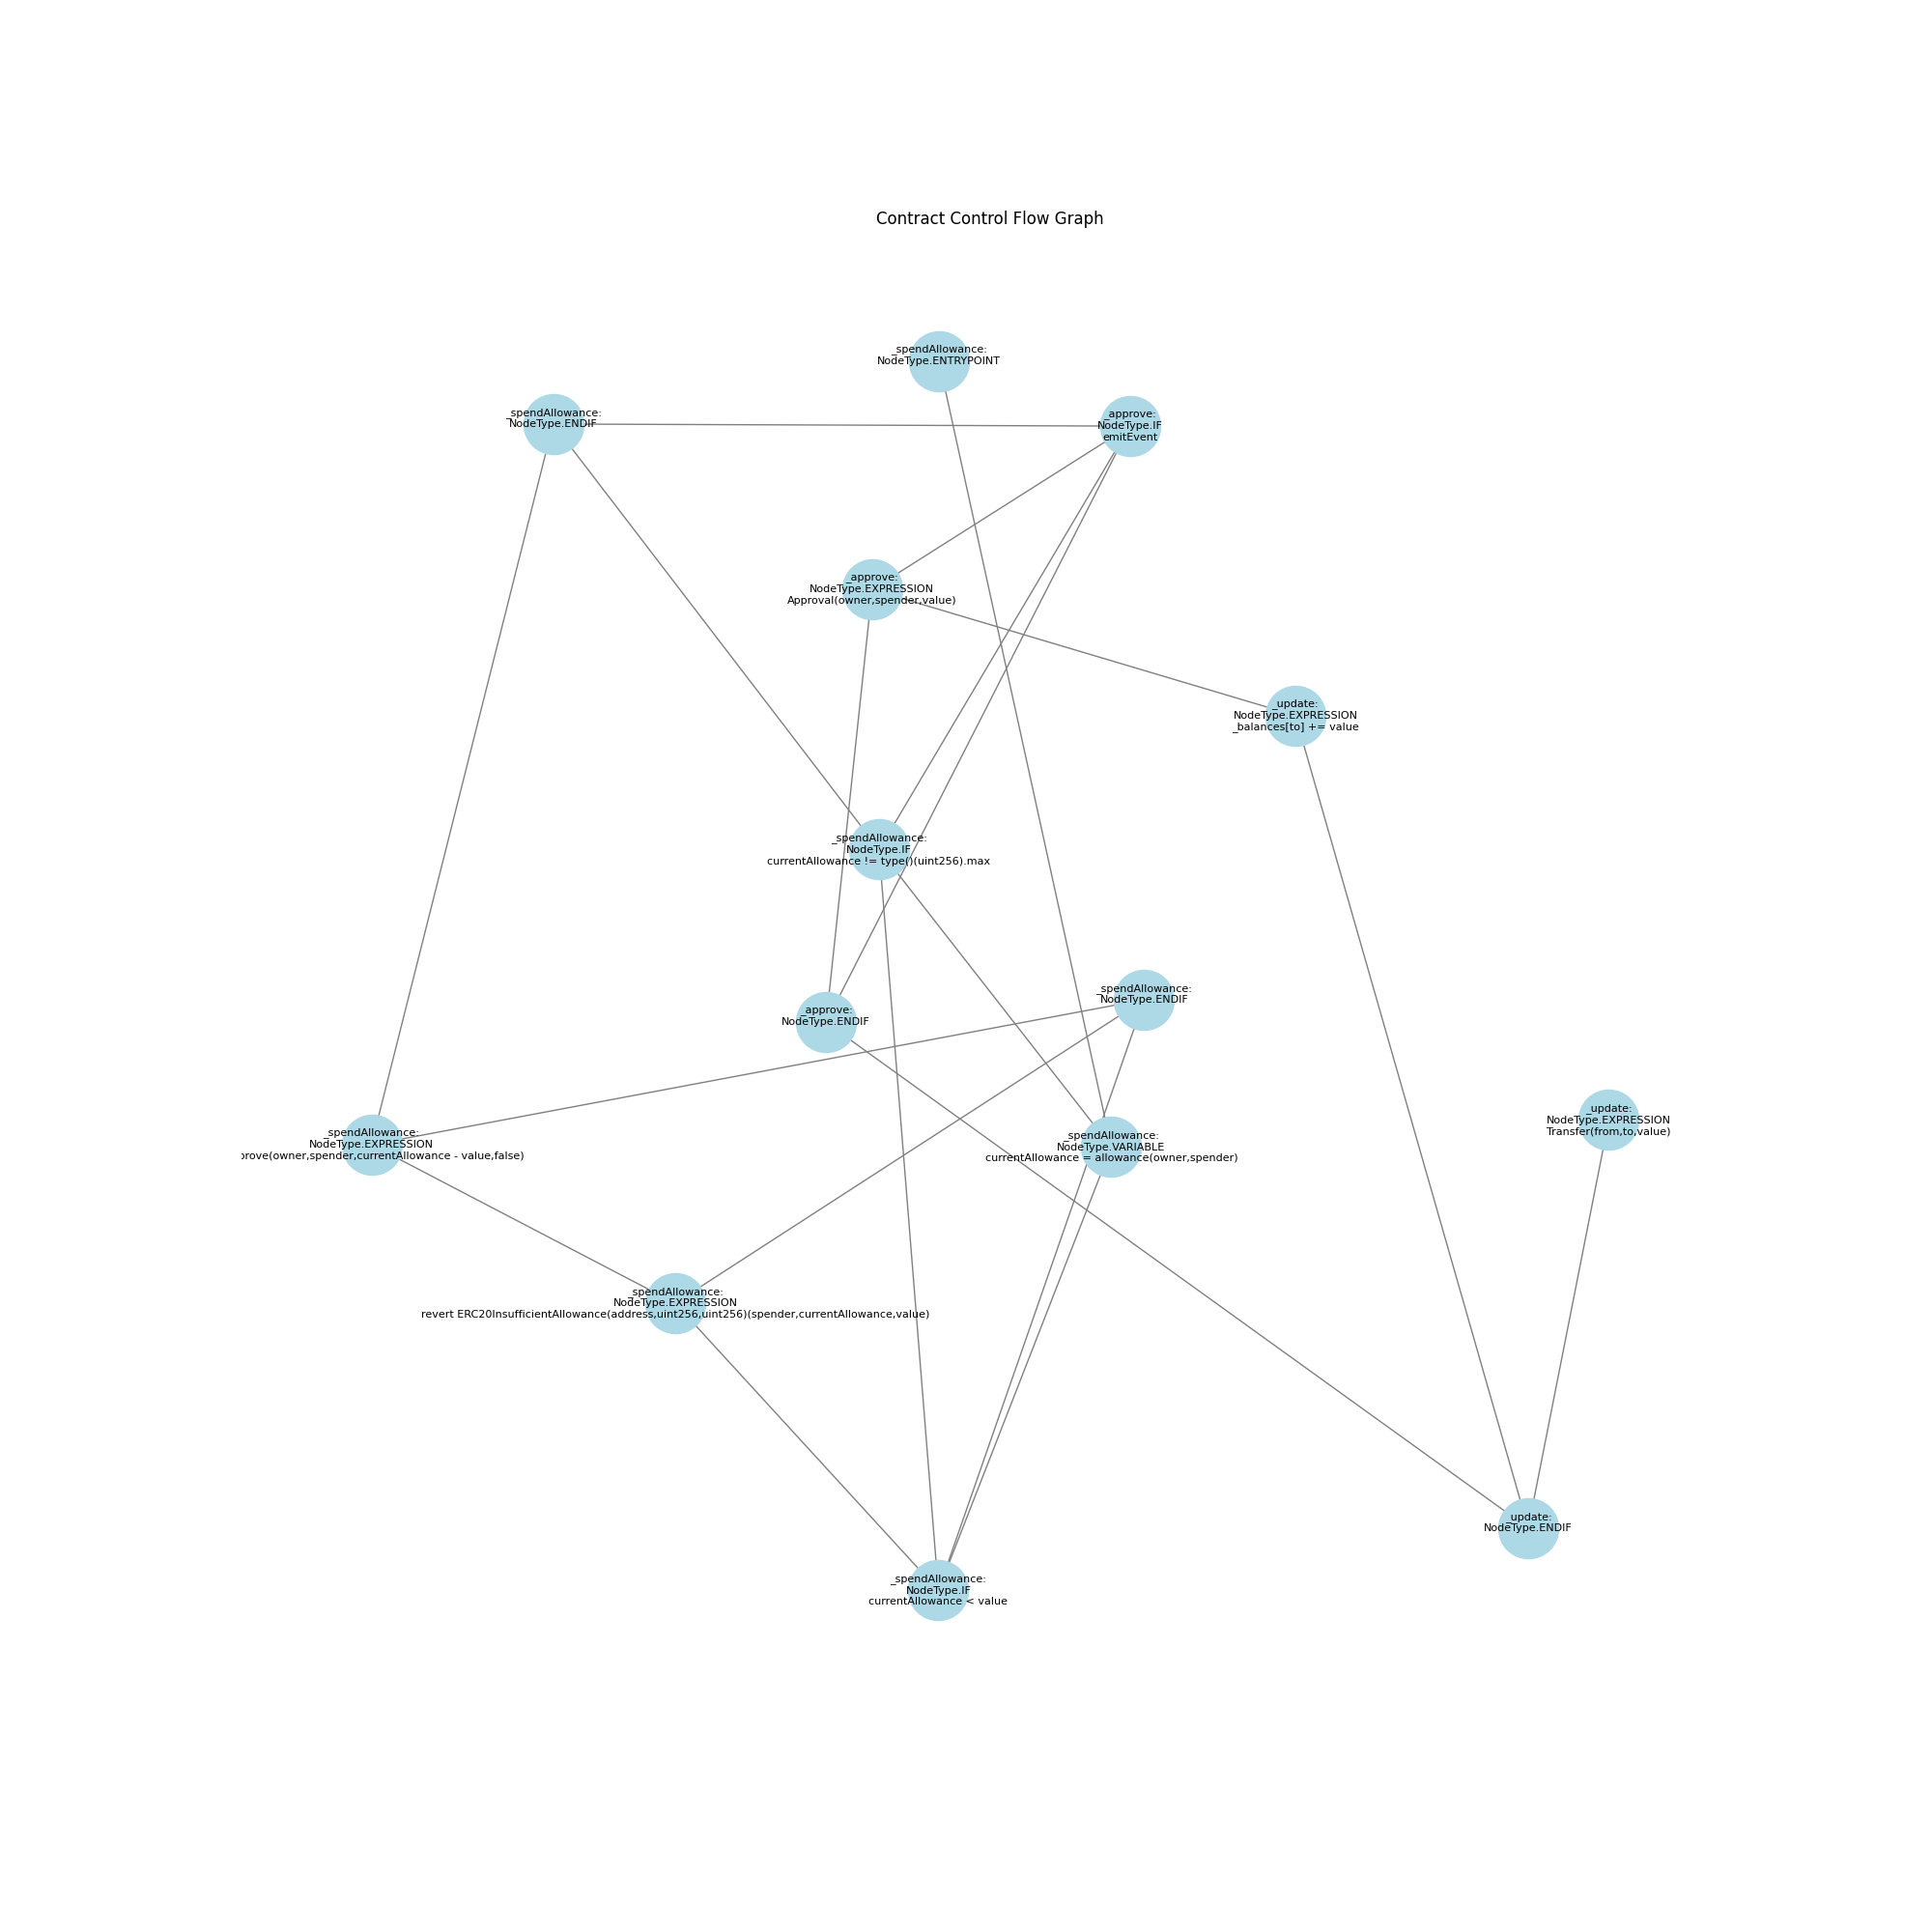 Contract Control Flow Graph
_spendAllowance:
NodeType.ENTRYPOINT
_spendAllowance:
NodeType.ENDIF
_approve:
NodeType.IF
emitEvent
_approve:
NodeType.EXPRESSION
Approval(owner,spender,value)
_update:
NodeType.EXPRESSION
_balances[to] += value
_spendAllowance:
NodeType.IF
currentAllowance != type()(uint256).max
_spendAllowance:
NodeType.ENDIF
_approve:
NodeType.ENDIF
_update:
NodeType.EXPRESSION
Transfer(from,to,value)
_spendAllowance:
NodeType.EXPRESSION
prove(owner,spender,currentAllowance - value,false)
_spendAllowance:
NodeType.VARIABLE
currentAllowance = allowance(owner,spender)
_spendAllowance:
NodeType.EXPRESSION
revert ERC20InsufficientAllowance(address,uint256,uint256)(spender,currentAllowance,value)
_update:
NodeType.ENDIF
_spendAllowance:
NodeType.IF
currentAllowance < value